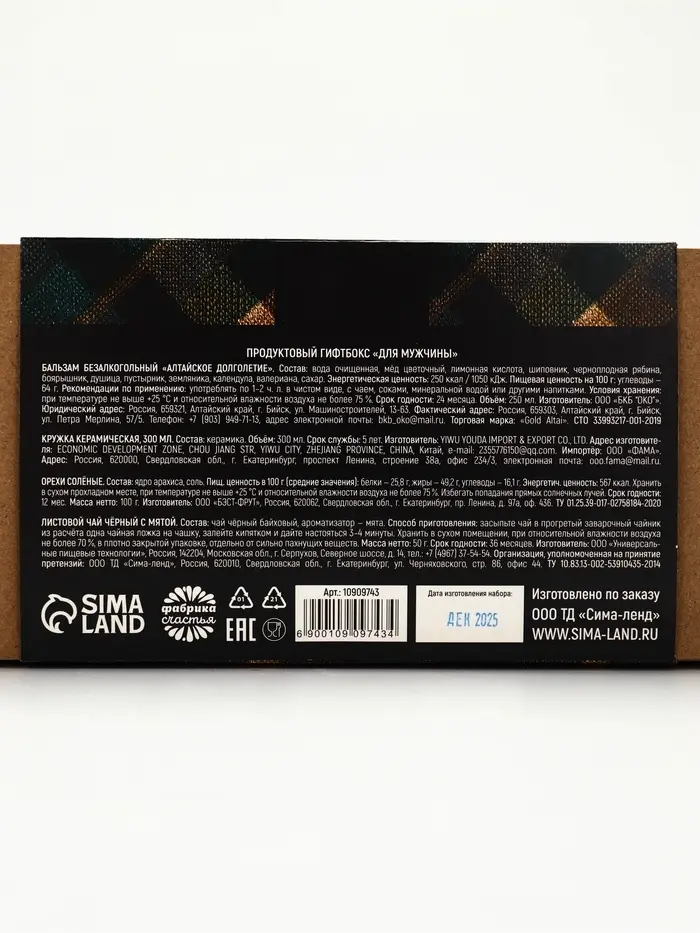 ПРОДУКТОВЫЙ ГИФТБОКС «ДЛЯ МУЖЧИНЫ»
БАЛЬЗАМ БЕЗАЛКОГОЛЬНЫЙ «АЛТАЙСКОЕ ДОЛГОЛЕТИЕ». Состав: вода очищенная, мёд цветочный, лимонная кислота, шиповник, черноплодная рябина,
боярышник, душица, пустырник, земляника, календула, валериана, сахар. Энергетическая ценность: 250 ккал / 1050 кДж. Пищевая ценность на 100 г: углеводы –
64 г. Рекомендации по применению: употреблять по 1–2 ч. л. в чистом виде, с чаем, соками, минеральной водой или другими напитками. Условия хранения:
при температуре не выше +25 °С и относительной влажности воздуха не более 75 %. Срок годности: 24 месяца. Объём: 250 мл. Изготовитель: ООО «БКБ "ОКО"».
Юридический адрес: Россия, 659321, Алтайский край, г. Бийск, ул. Машиностроителей, 13-63. Фактический адрес: Россия, 659303, Алтайский край, г. Бийск,
ул. Петра Мерлина, 57/5. Телефон: +7 (903) 949-71-13, электронная почта: bkb_oko@mail.ru. Торговая марка: «Gold Altai». СТО 33993217-001-2019
КРУЖКА КЕРАМИЧЕСКАЯ, 300 МЛ. Состав: керамика. Объём: 300 мл. Срок службы: 5 лет. Изготовитель: YIWU YOUDA IMPORT & EXPORT CO., LTD. Адрес изготовите-
ля: ECONOMIC DEVELOPMENT ZONE, CHOU JIANG STR, YIWU CITY, ZHEJIANG PROVINCE, CHINA, Китай, e-mail: 2355776150@qq.com. Импортёр: ООО «ФАМА».
Адрес: Россия, 620000, Свердловская обл., г. Екатеринбург, проспект Ленина, строение 38а, офис 234/3, электронная почта: ooo.fama@mail.ru.
ОРЕХИ СОЛЁНЫЕ. Состав: ядро арахиса, соль. Пищ. ценность в 100 г (средние значения): белки – 25,8 г, жиры – 49,2 г, углеводы – 16,1 г. Энергетич. ценность: 567 ккал. Хранить
в сухом прохладном месте, при температуре не выше +25 °С и относительной влажности воздуха не более 75 %. Избегать попадания прямых солнечных лучей. Срок годности:
12 мес. Масса нетто: 100 г. Изготовитель: ООО «БЭСТ-ФРУТ», Россия, 620062, Свердловская обл., г. Екатеринбург, пр. Ленина, д. 97а, оф. 436. ТУ 01.25.39-017-02758184-2020
ЛИСТОВОЙ ЧАЙ ЧЁРНЫЙ С МЯТОЙ. Состав: чай чёрный байховый, ароматизатор – мята. Способ приготовления: засыпьте чай в прогретый заварочный чайник
из расчёта одна чайная ложка на чашку, залейте кипятком и дайте настояться 3–4 минуты. Хранить в сухом помещении, при относительной влажности воздуха
не более 70 %, в плотно закрытой упаковке, отдельно от сильно пахнущих веществ. Масса нетто: 50 г. Срок годности: 36 месяцев. Изготовитель: ООО «Универсаль-
ные пищевые технологии», Россия, 142204, Московская обл., г. Серпухов, Северное шоссе, д. 14, тел.: +7 (4967) 37-54-54. Организация, уполномоченная на принятие
претензий: ООО ТД «Сима-ленд», Россия, 620010, Свердловская обл., г. Екатеринбург, ул. Черняховского, стр. 86, офис 44. ТУ 10.83.13-002-53910435-2014
SIMA LAND
фабрика счастья
01
21
EAC
Арт.: 10909743
6 900109 097434
Дата изготовления набора:
ДЕК 2025
Изготовлено по заказу
ООО ТД «Сима-ленд»
WWW.SIMA-LAND.RU